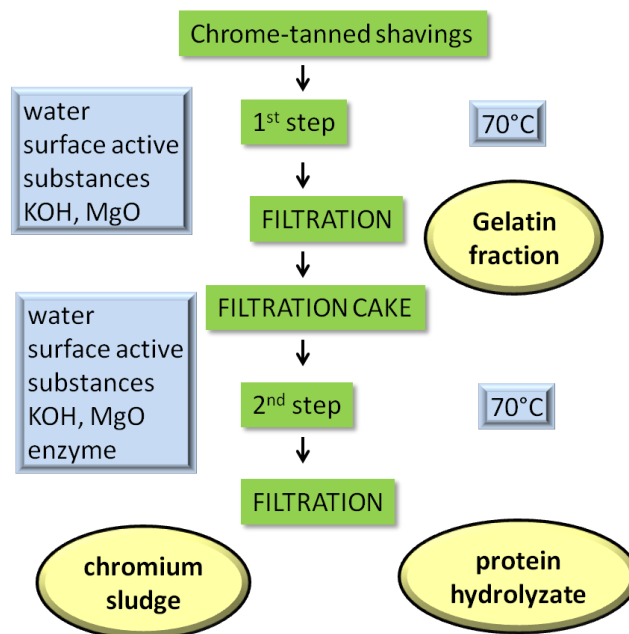 Chrome-tanned shavings
water
surface active
substances
KOH, MgO
1st step
70°C
FILTRATION
Gelatin
fraction
FILTRATION CAKE
water
surface active
substances
KOH, MgO
enzyme
2nd step
70°C
FILTRATION
chromium
sludge
protein
hydrolyzate